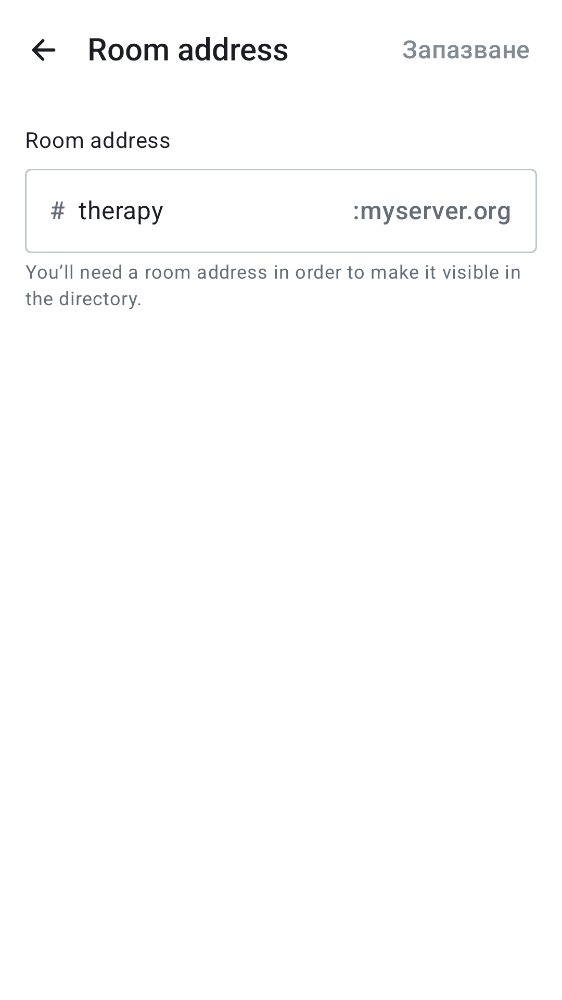 Room address
Запазване
Room address
# therapy :myserver.org
You’ll need a room address in order to make it visible in
the directory.